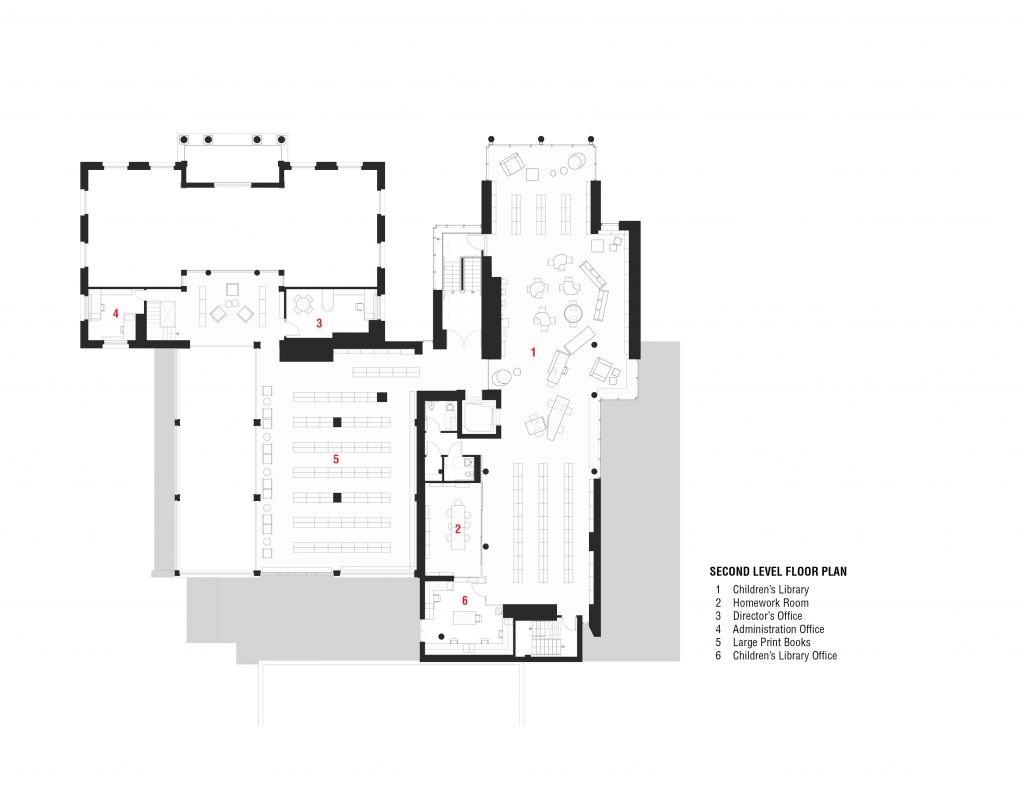 4
3
1
5
2
6
SECOND LEVEL FLOOR PLAN
1 Children's Library
2 Homework Room
3 Director's Office
4 Administration Office
5 Large Print Books
6 Children's Library Office